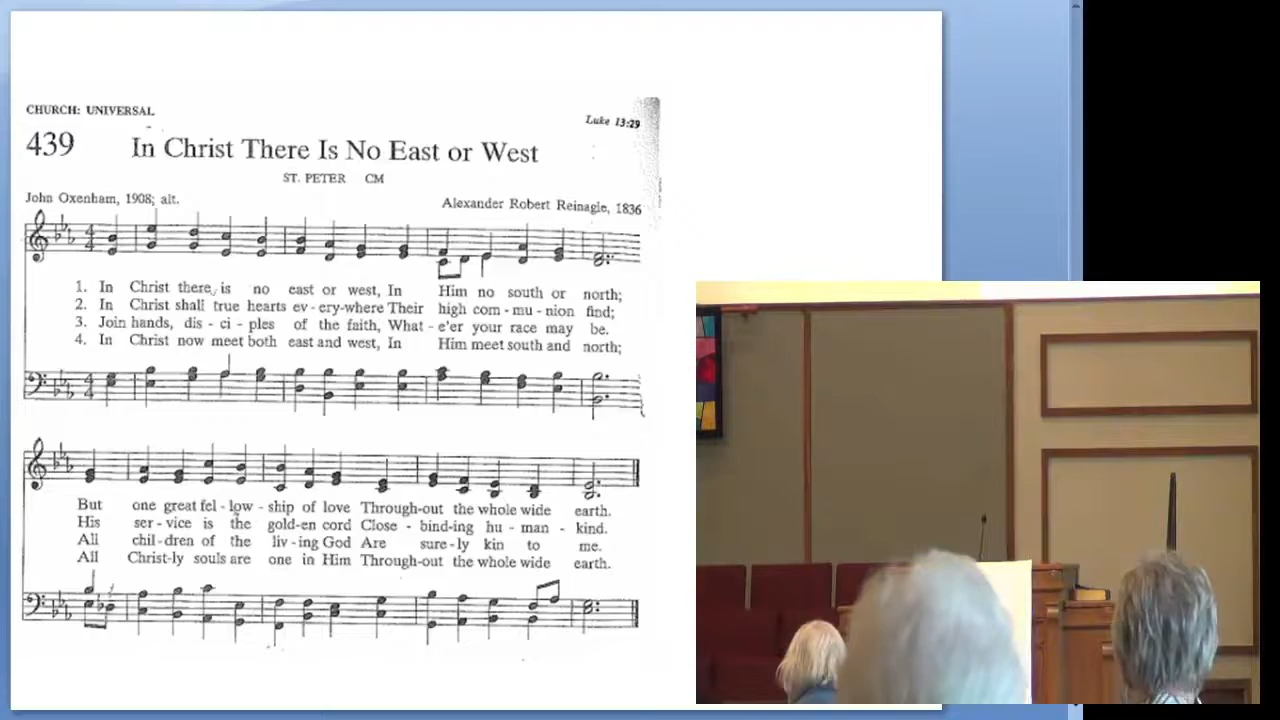 CHURCH: UNIVERSAL
Luke 13:29
439 In Christ There Is No East or West
ST. PETER CM
John Oxenham, 1908; alt.
Alexander Robert Reinagle, 1836
1. In Christ there is no east or west, In Him no south or north;
2. In Christ shall true hearts ev - ery-where Their high com - mu - nion find;
3. Join hands, dis - ci - ples of the faith, What - e'er your race may be.
4. In Christ now meet both east and west, In Him meet south and north;
But one great fel - low - ship of love Through-out the whole wide earth.
His ser - vice is the gold-en cord Close - bind-ing hu - man - kind.
All chil - dren of the liv - ing God Are sure - ly kin to me.
All Christ-ly souls are one in Him Through-out the whole wide earth.